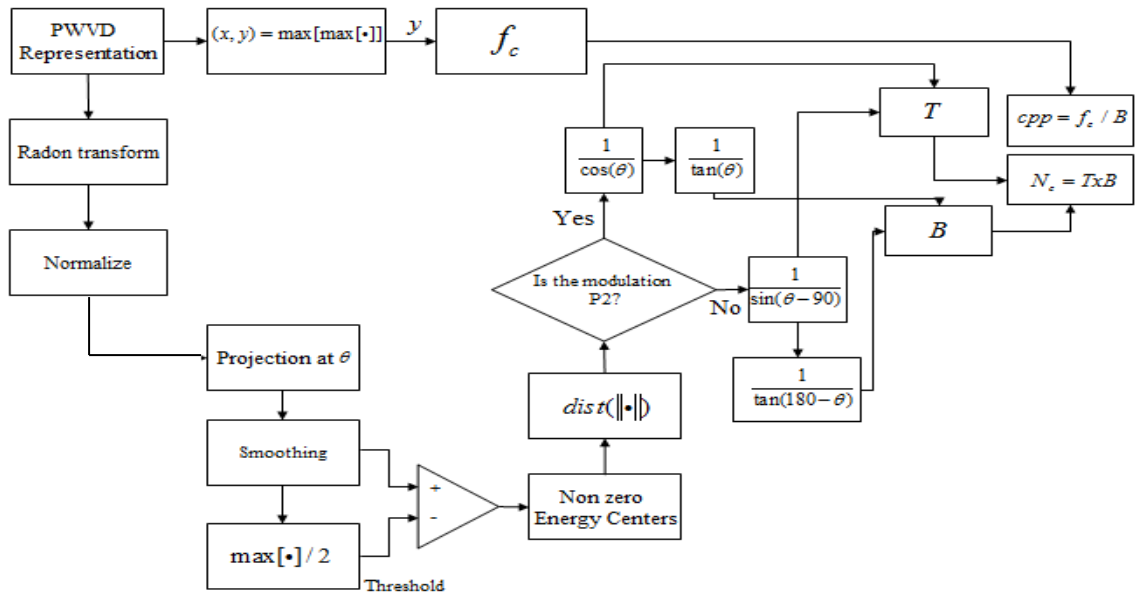 PWVD
Representation
(x, y) = max[max[•]]
y
f_c
T
cpp = f_c / B
Radon transform
1
cos(θ)
1
tan(θ)
N_c = TxB
Yes
B
Normalize
Is the modulation
P2?
No
1
sin(θ − 90)
Projection at θ
1
tan(180 − θ)
dist(‖•‖)
Smoothing
+
-
Non zero
Energy Centers
max[•] / 2
Threshold